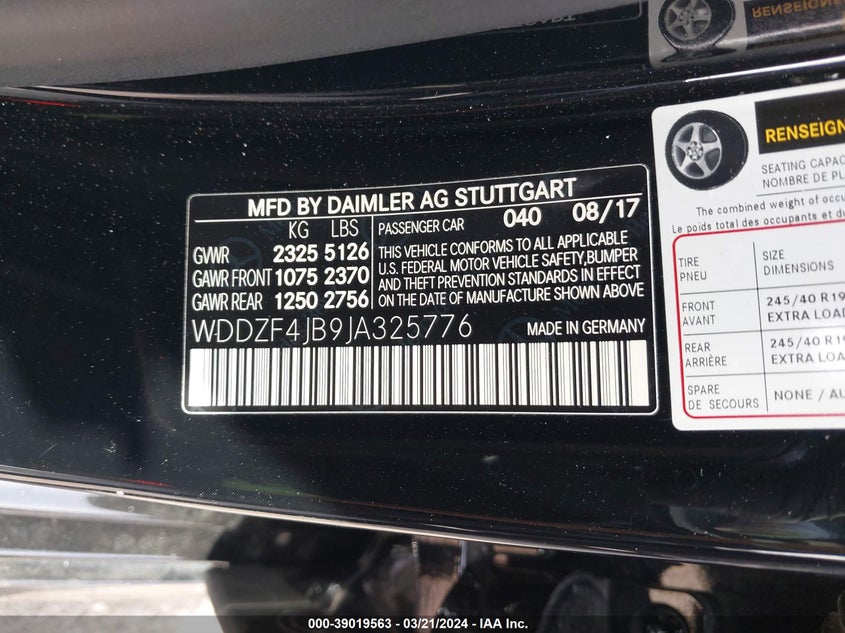 MFD BY DAIMLER AG STUTTGART
KG LBS
GVWR 2325 5126
GAWR FRONT 1075 2370
GAWR REAR 1250 2756
PASSENGER CAR 040 08/17
THIS VEHICLE CONFORMS TO ALL APPLICABLE
U.S. FEDERAL MOTOR VEHICLE SAFETY,BUMPER
AND THEFT PREVENTION STANDARDS IN EFFECT
ON THE DATE OF MANUFACTURE SHOWN ABOVE
WDDZF4JB9JA325776 MADE IN GERMANY
SEATING CAPAC
NOMBRE DE PL
The combined weight of occu
Le poids total des occupants et du
TIRE
PNEU
SIZE
DIMENSIONS
FRONT
AVANT
245/40 R19
EXTRA LOAD
REAR
ARRIÈRE
245/40 R19
EXTRA LOA
SPARE
DE SECOURS
NONE / AU
RENSEIGN
000-39019563 - 03/21/2024 - IAA Inc.